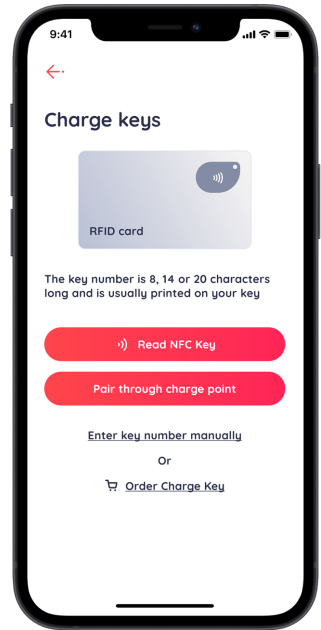 9:41
Charge keys
RFID card
The key number is 8, 14 or 20 characters
long and is usually printed on your key
Read NFC Key
Pair through charge point
Enter key number manually
Or
Order Charge Key